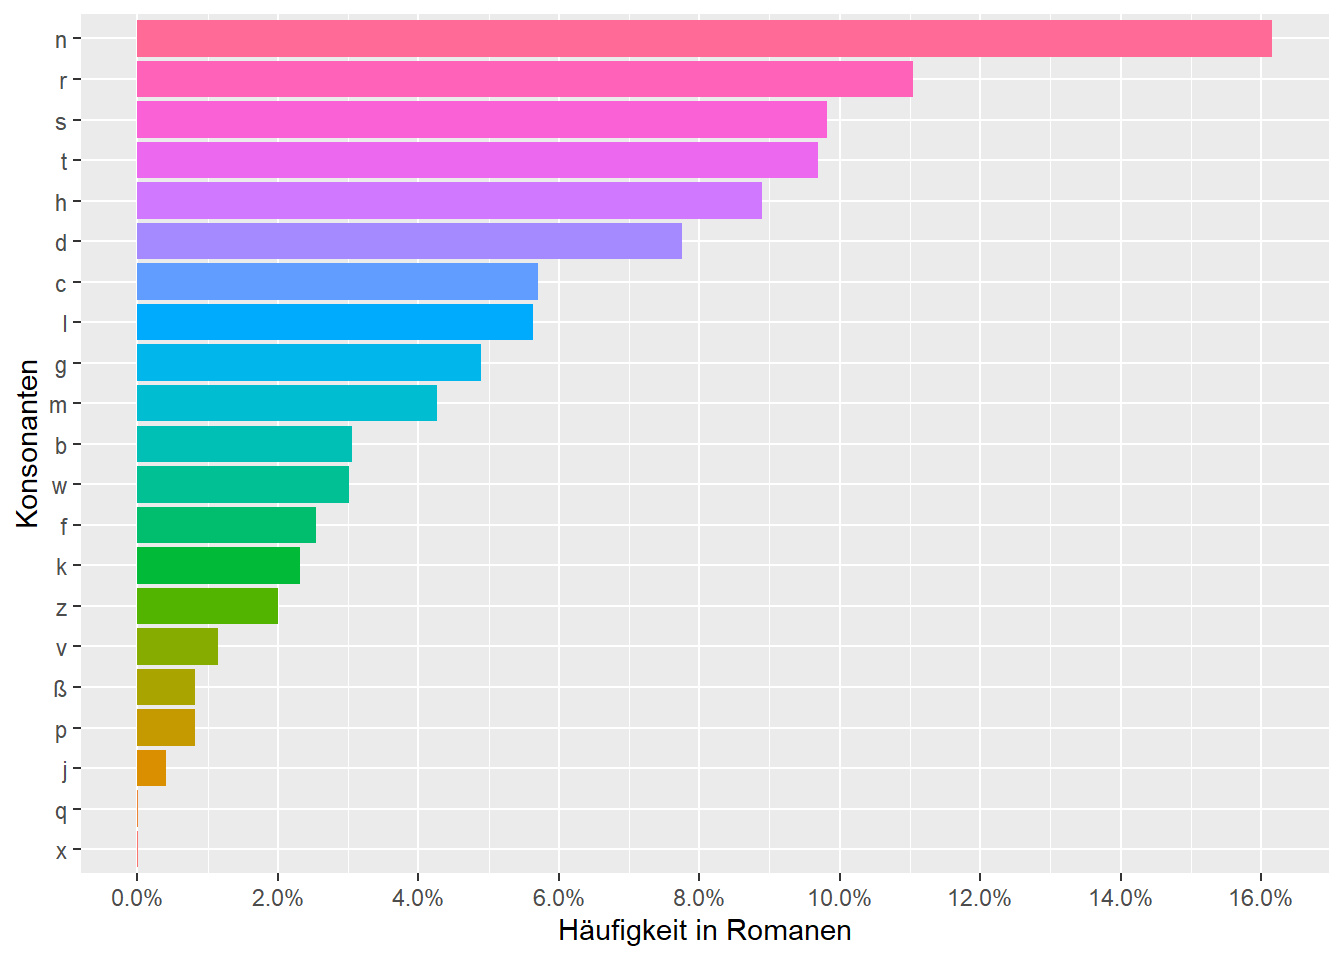 n
r
s
t
h
d
c
l
g
m
b
w
f
k
z
v
ß
p
j
q
x
Konsonanten
0.0% 2.0% 4.0% 6.0% 8.0% 10.0% 12.0% 14.0% 16.0%
Häufigkeit in Romanen